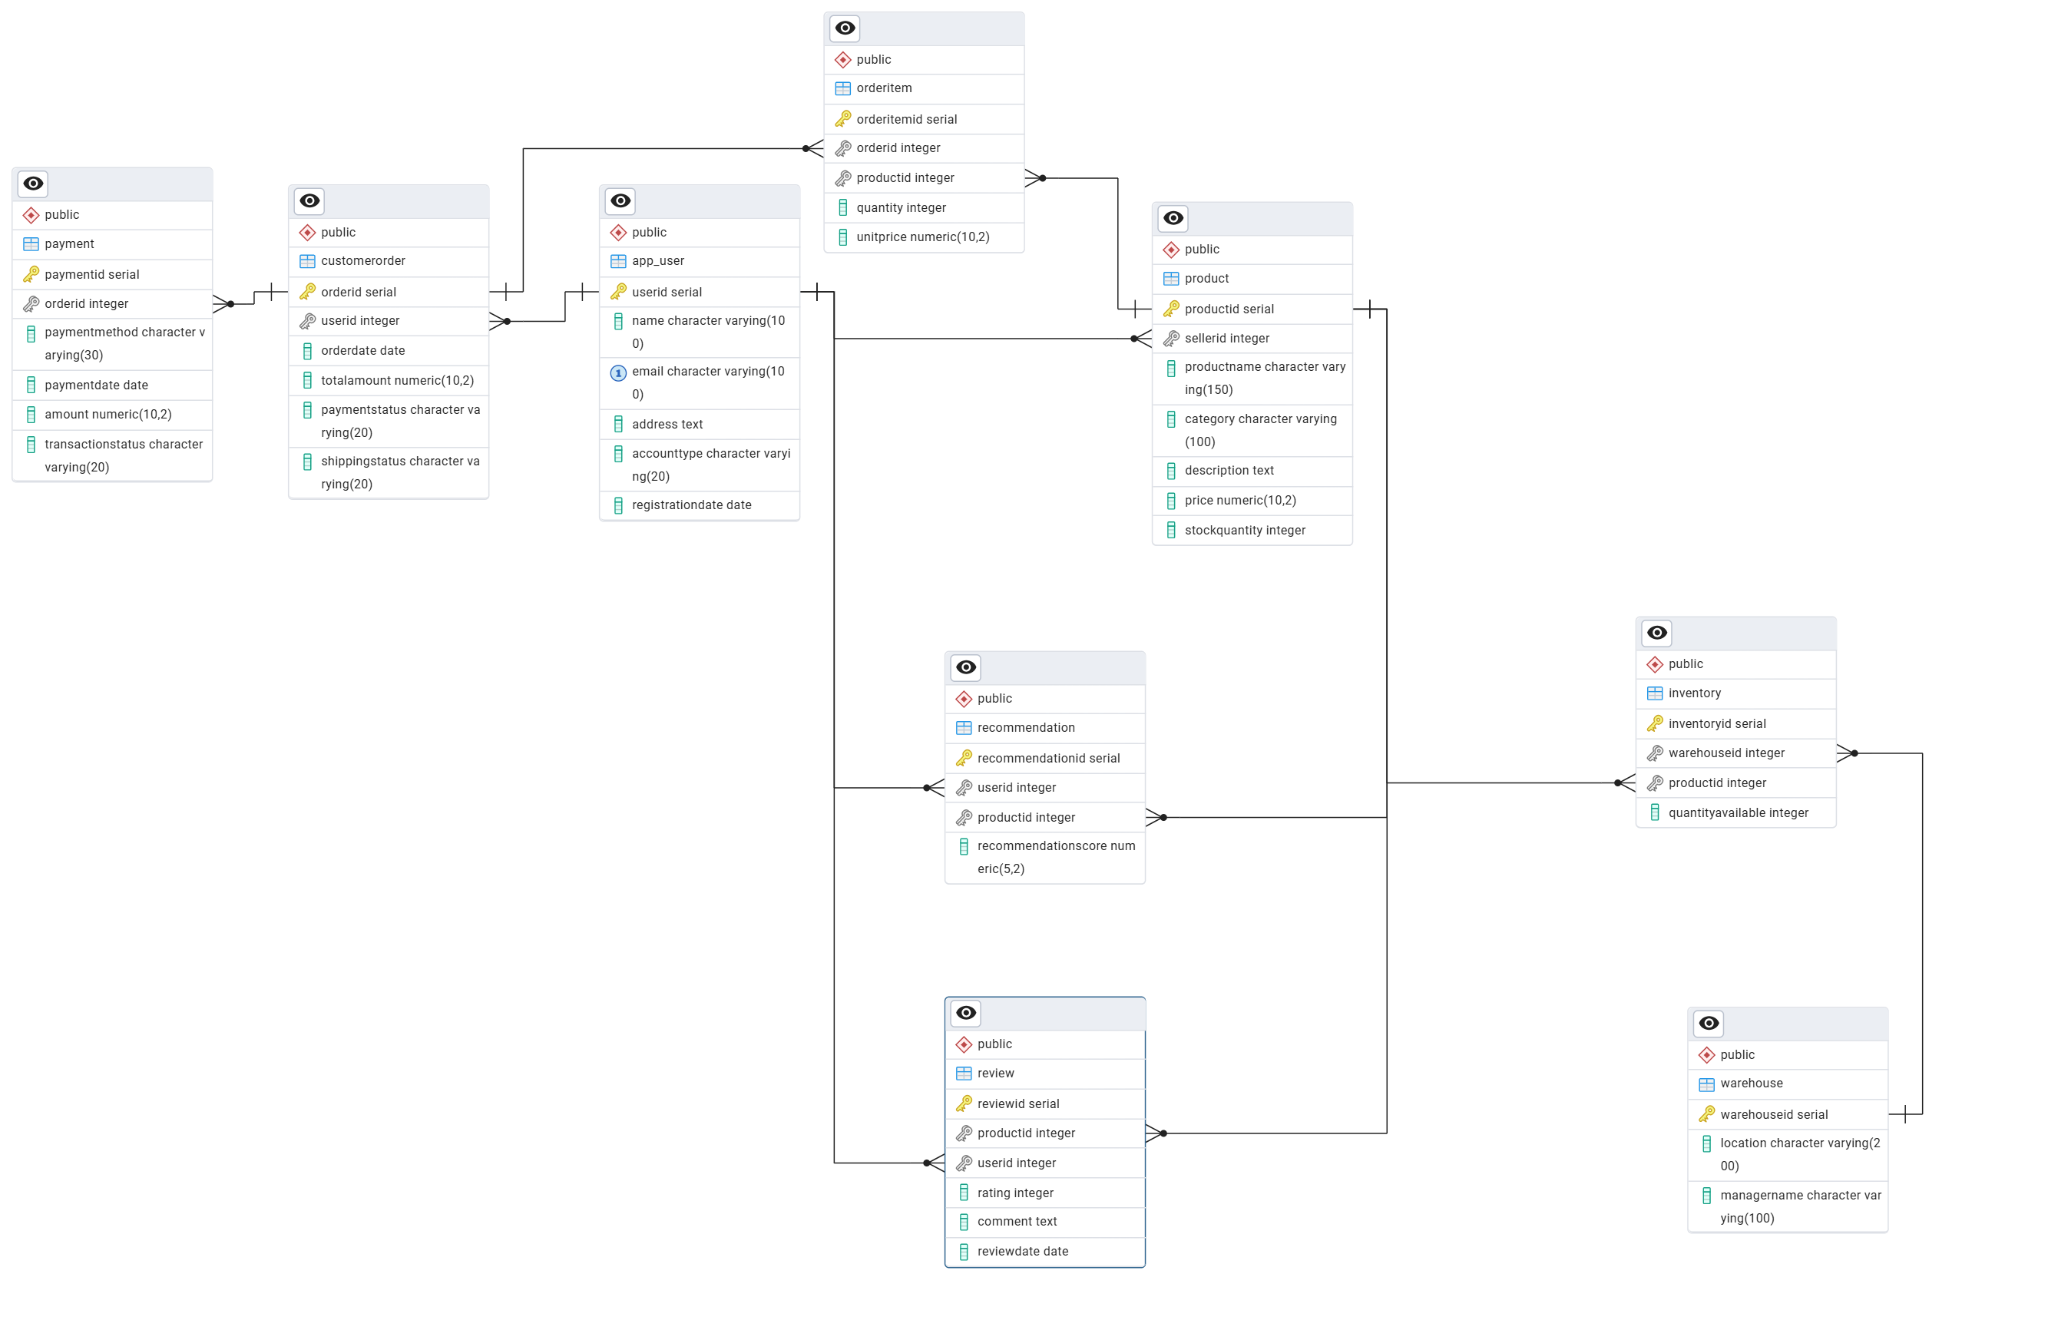 public
orderitem
orderitemid serial
orderid integer
productid integer
quantity integer
unitprice numeric(10,2)
public
payment
paymentid serial
orderid integer
paymentmethod character v
arying(30)
paymentdate date
amount numeric(10,2)
transactionstatus character
varying(20)
public
customerorder
orderid serial
userid integer
orderdate date
totalamount numeric(10,2)
paymentstatus character va
rying(20)
shippingstatus character va
rying(20)
public
app_user
userid serial
name character varying(10
0)
1
email character varying(10
0)
address text
accounttype character varyi
ng(20)
registrationdate date
public
product
productid serial
sellerid integer
productname character vary
ing(150)
category character varying
(100)
description text
price numeric(10,2)
stockquantity integer
public
recommendation
recommendationid serial
userid integer
productid integer
recommendationscore num
eric(5,2)
public
inventory
inventoryid serial
warehouseid integer
productid integer
quantityavailable integer
public
review
reviewid serial
productid integer
userid integer
rating integer
comment text
reviewdate date
public
warehouse
warehouseid serial
location character varying(2
00)
managername character var
ying(100)